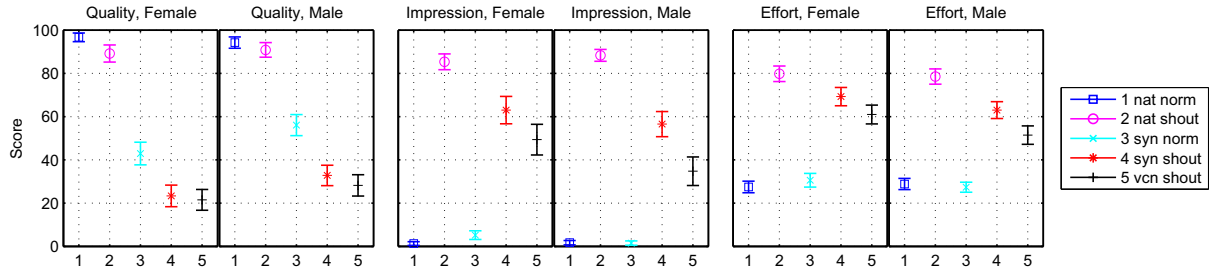 Quality, Female Quality, Male Impression, Female Impression, Male Effort, Female Effort, Male
100
80
60
40
20
0
Score
1 2 3 4 5 1 2 3 4 5 1 2 3 4 5 1 2 3 4 5 1 2 3 4 5 1 2 3 4 5
1 nat norm
2 nat shout
3 syn norm
4 syn shout
5 vcn shout